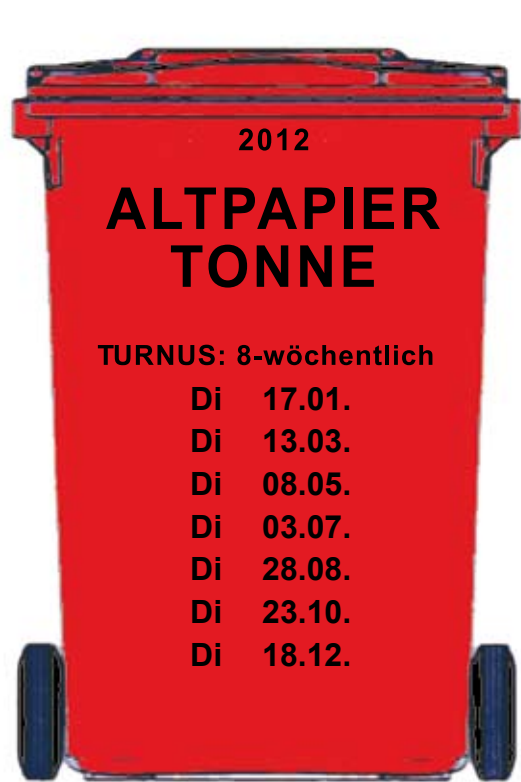 2012
ALTPAPIER
TONNE
TURNUS: 8-wöchentlich
Di 17.01.
Di 13.03.
Di 08.05.
Di 03.07.
Di 28.08.
Di 23.10.
Di 18.12.